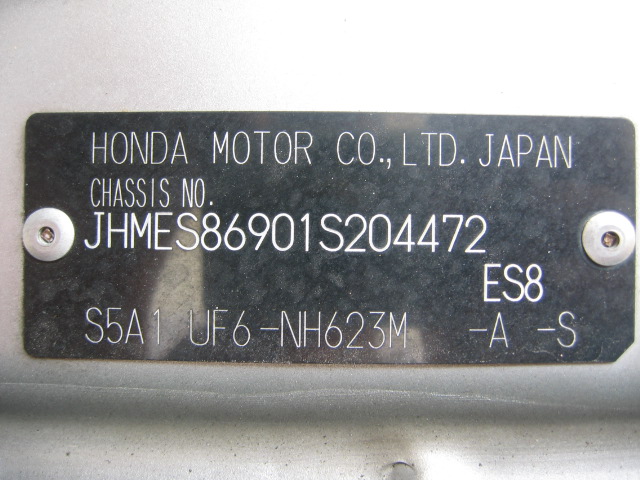 HONDA MOTOR CO.,LTD. JAPAN
CHASSIS NO.
JHMES86901S204472
ES8
S5A1 UF6-NH623M -A -S